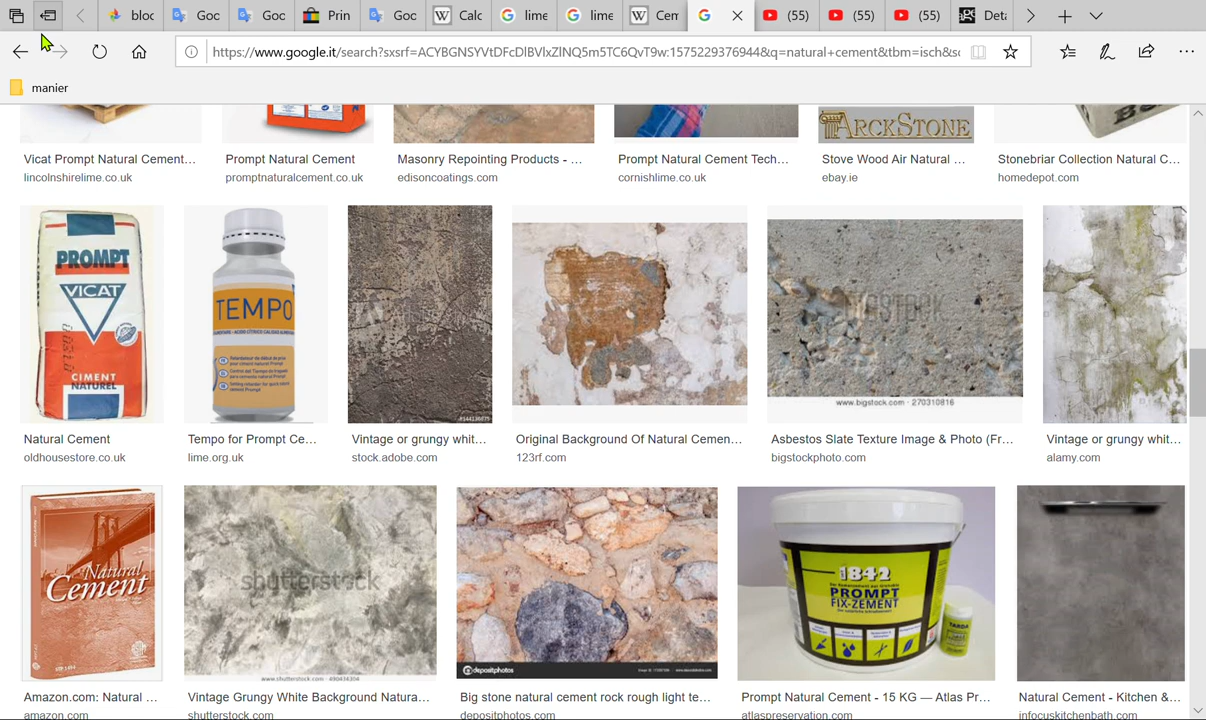 bloc
Goc
Goc
Prin
Goc
W Calc
lime
lime
W Cem
(55)
(55)
(55)
Deta
https://www.google.it/search?sxsrf=ACYBGNSYVtDFcDlBVlxZlNQ5m5TC6QvT9w:1575229376944&q=natural+cement&tbm=isch&sc
manier
ARCKSTONE
Vicat Prompt Natural Cement...
Prompt Natural Cement
Masonry Repointing Products - ...
Prompt Natural Cement Tech...
Stove Wood Air Natural ...
Stonebriar Collection Natural C...
lincolnshirelime.co.uk
promptnaturalcement.co.uk
edisoncoatings.com
cornishlime.co.uk
ebay.ie
homedepot.com
PROMPT
VICAT
CIMENT
NATUREL
TEMPO
BIGSTOCK
www.bigstock.com · 270310816
Natural Cement
Tempo for Prompt Ce...
Vintage or grungy whit...
Original Background Of Natural Cemen...
Asbestos Slate Texture Image & Photo (Fr...
Vintage or grungy whit...
oldhousestore.co.uk
lime.org.uk
stock.adobe.com
123rf.com
bigstockphoto.com
alamy.com
Natural
Cement
shutterstock
www.shutterstock.com · 490434304
depositphotos
1842
PROMPT
FIX-ZEMENT
Amazon.com: Natural ...
Vintage Grungy White Background Natura...
Big stone natural cement rock rough light te...
Prompt Natural Cement - 15 KG — Atlas Pr...
Natural Cement - Kitchen &...
amazon.com
shutterstock.com
depositphotos.com
atlaspreservation.com
infocuskitchenbath.com